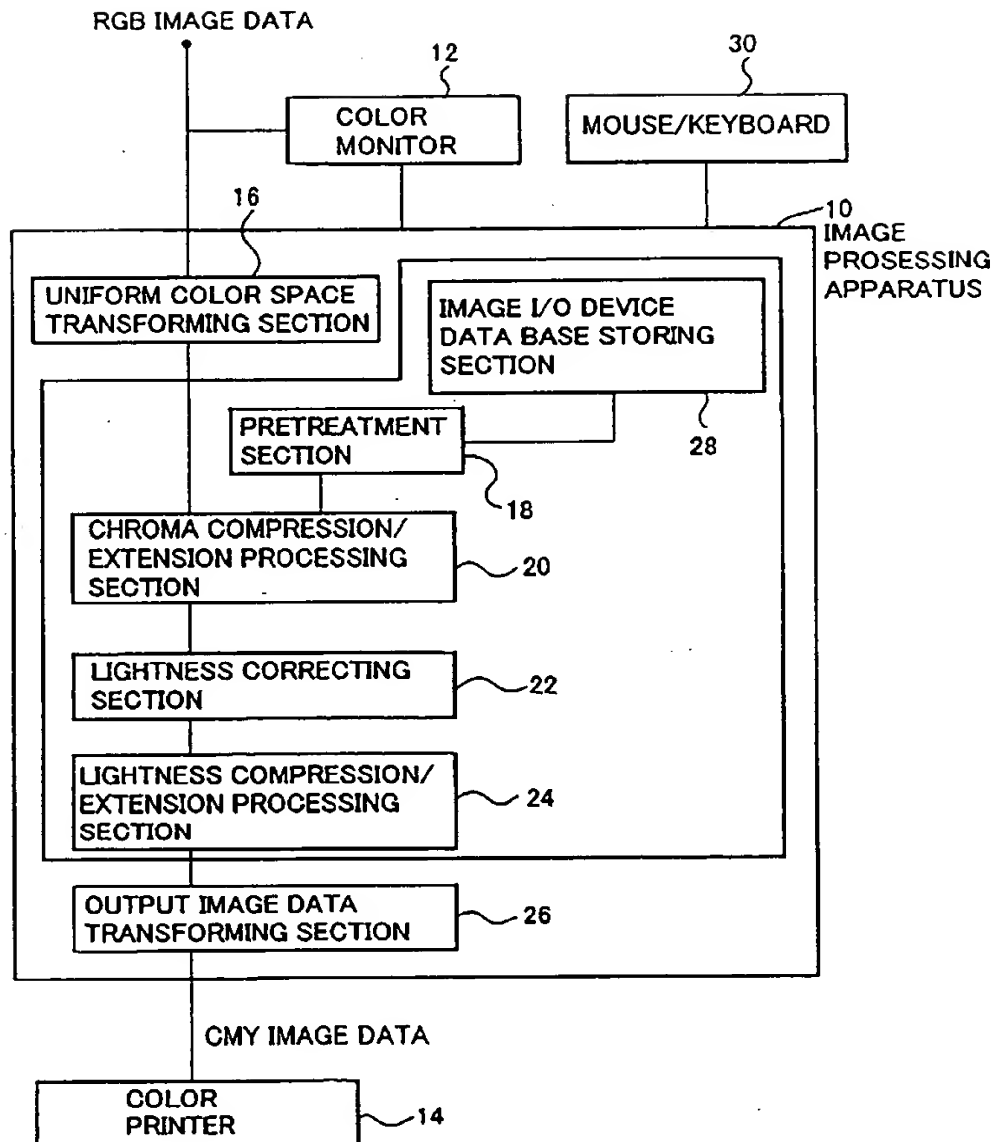 RGB IMAGE DATA
12
30
COLOR
MONITOR
MOUSE/KEYBOARD
16
10
IMAGE
PROSESSING
APPARATUS
UNIFORM COLOR SPACE
TRANSFORMING SECTION
IMAGE I/O DEVICE
DATA BASE STORING
SECTION
28
PRETREATMENT
SECTION
18
CHROMA COMPRESSION/
EXTENSION PROCESSING
SECTION
20
LIGHTNESS CORRECTING
SECTION
22
LIGHTNESS COMPRESSION/
EXTENSION PROCESSING
SECTION
24
OUTPUT IMAGE DATA
TRANSFORMING SECTION
26
CMY IMAGE DATA
COLOR
PRINTER
14